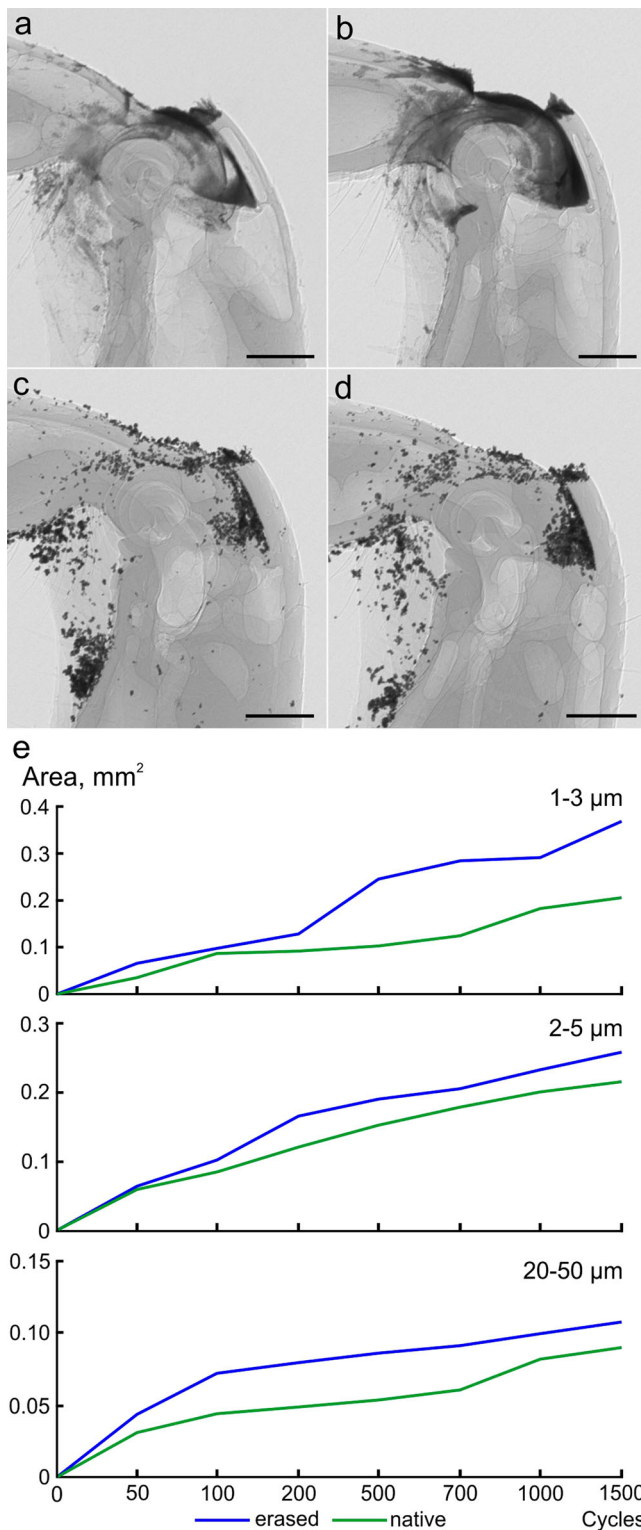 a
b
c
d
e
Area, mm²
1-3 µm
0.4
0.3
0.2
0.1
0
2-5 µm
0.3
0.2
0.1
0
20-50 µm
0.15
0.10
0.05
0
0 50 100 200 500 700 1000 1500
erased native Cycles